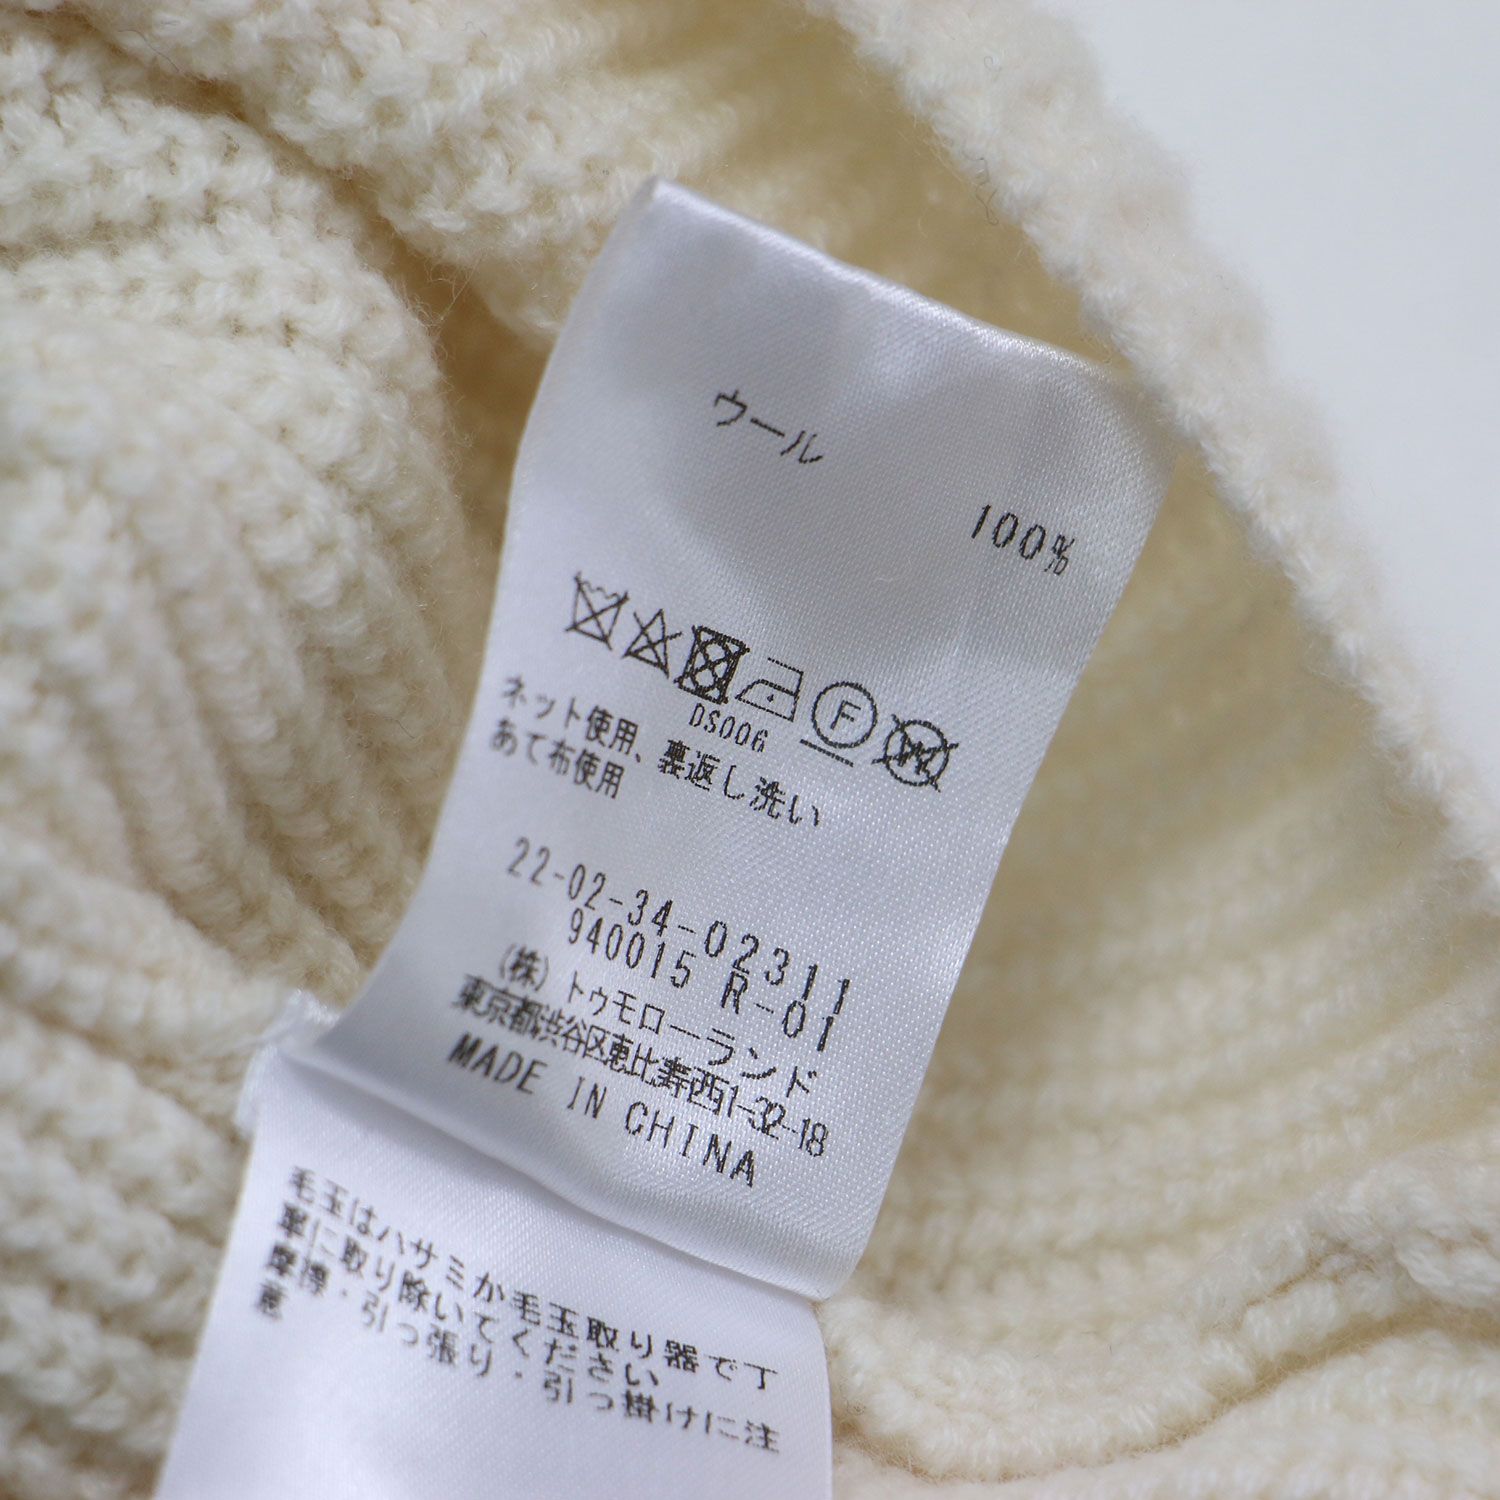 ウール
100%
DS006
F
W
ネット使用、裏返し洗い
あて布使用
22-02-34-02311
940015 R-01
(株)トゥモローランド
東京都渋谷区恵比寿西1-32-18
MADE IN CHINA
毛玉はハサミか毛玉取り器で丁
寧に取り除いてください
摩擦・引っ張り・引っ掛けに注
意